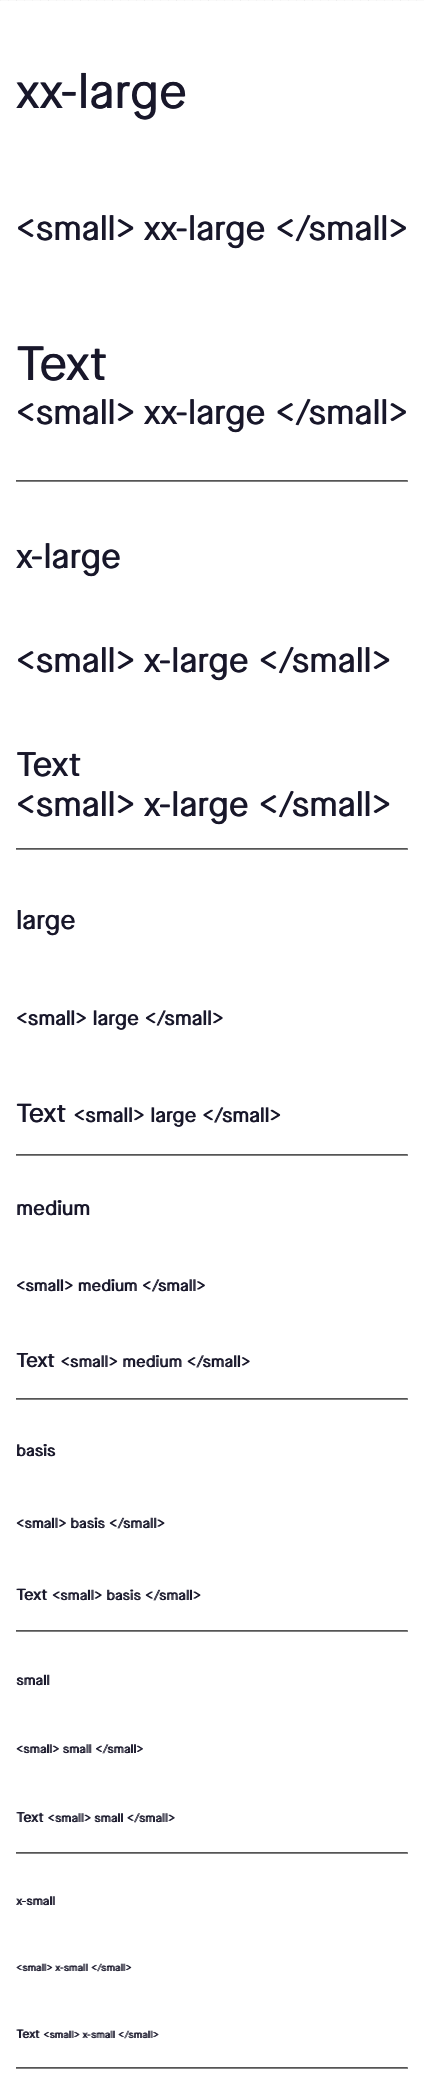 xx-large
<small> xx-large </small>
Text
<small> xx-large </small>
x-large
<small> x-large </small>
Text
<small> x-large </small>
large
<small> large </small>
Text <small> large </small>
medium
<small> medium </small>
Text <small> medium </small>
basis
<small> basis </small>
Text <small> basis </small>
small
<small> small </small>
Text <small> small </small>
x-small
<small> x-small </small>
Text <small> x-small </small>